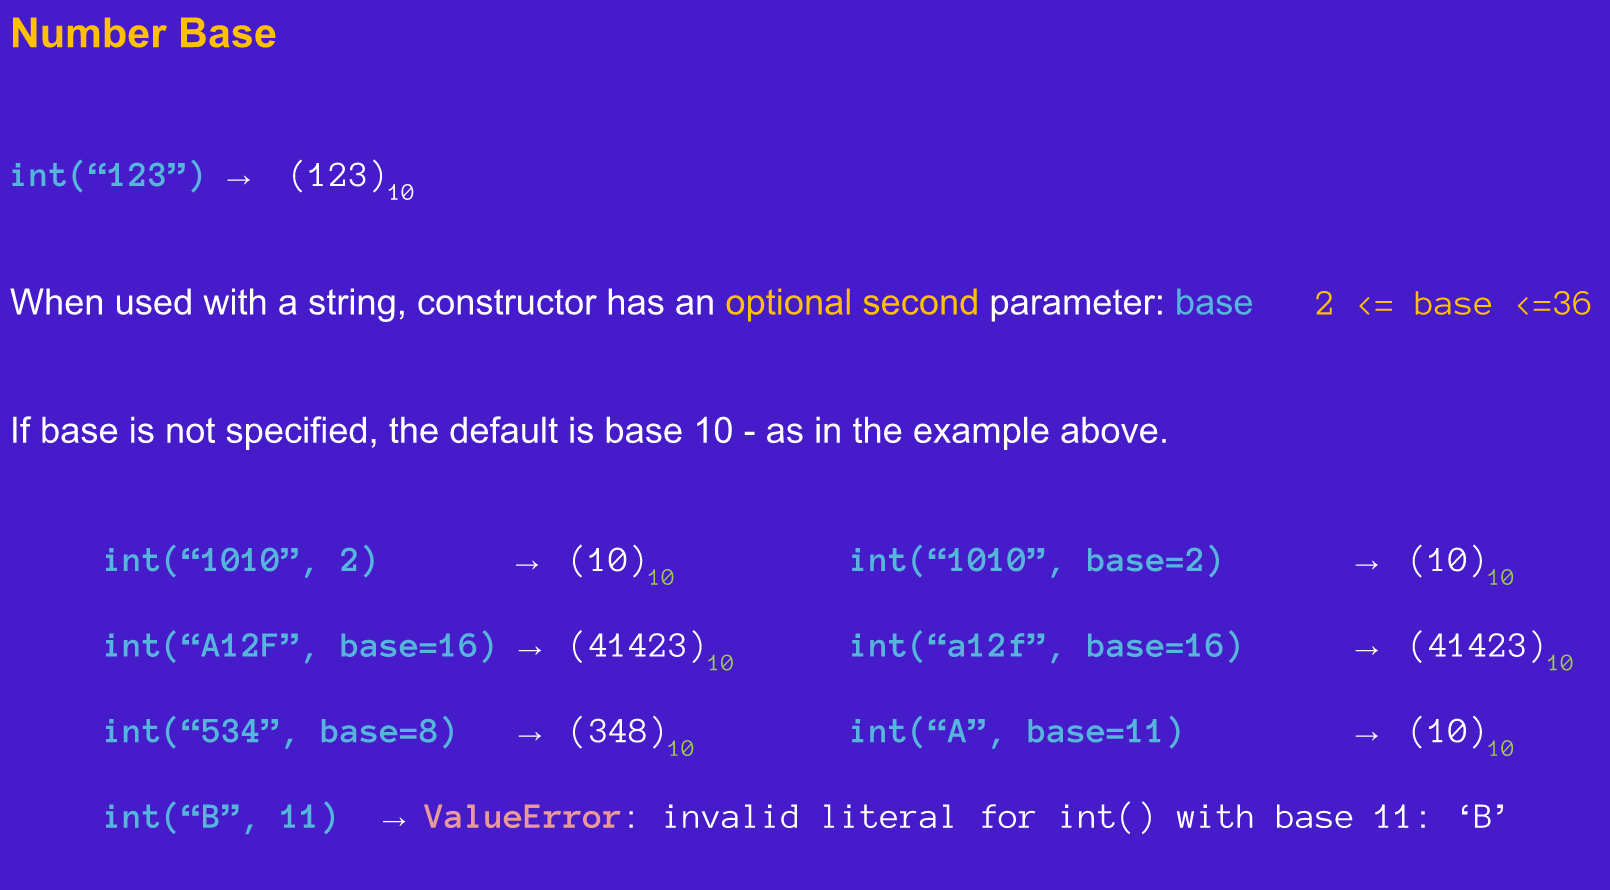 Number Base
int(“123”) → (123)10
When used with a string, constructor has an optional second parameter: base 2 <= base <=36
If base is not specified, the default is base 10 - as in the example above.
int(“1010”, 2) → (10)10 int(“1010”, base=2) → (10)10
int(“A12F”, base=16) → (41423)10 int(“a12f”, base=16) → (41423)10
int(“534”, base=8) → (348)10 int(“A”, base=11) → (10)10
int(“B”, 11) → ValueError: invalid literal for int() with base 11: ‘B’